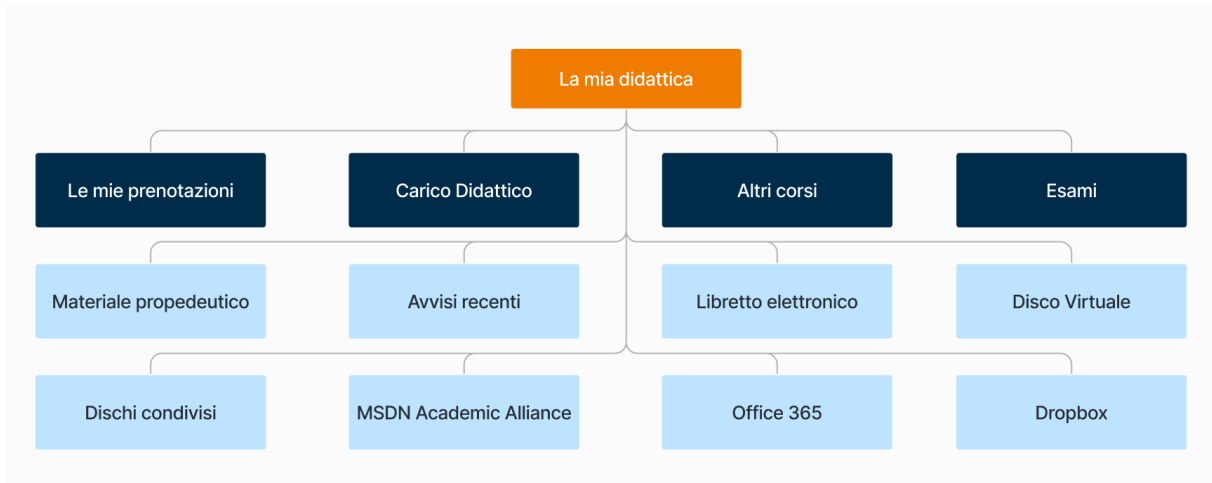 La mia didattica
Le mie prenotazioni
Carico Didattico
Altri corsi
Esami
Materiale propedeutico
Avvisi recenti
Libretto elettronico
Disco Virtuale
Dischi condivisi
MSDN Academic Alliance
Office 365
Dropbox